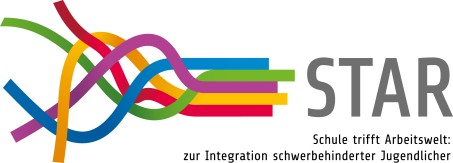 STAR
Schule trifft Arbeitswelt:
zur Integration schwerbehinderter Jugendlicher